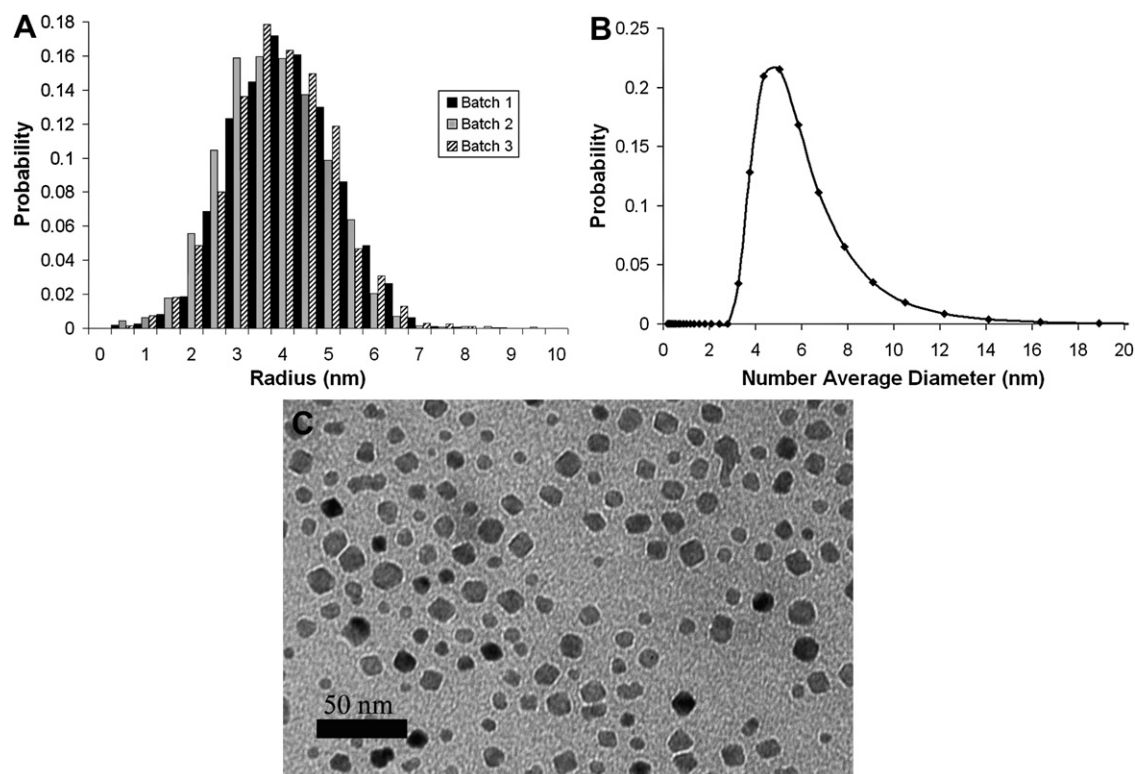 A
Probability
0.18
0.16
0.14
0.12
0.1
0.08
0.06
0.04
0.02
0
0 1 2 3 4 5 6 7 8 9 10
Radius (nm)
Batch 1
Batch 2
Batch 3
B
Probability
0.25
0.2
0.15
0.1
0.05
0
0 2 4 6 8 10 12 14 16 18 20
Number Average Diameter (nm)
C
50 nm